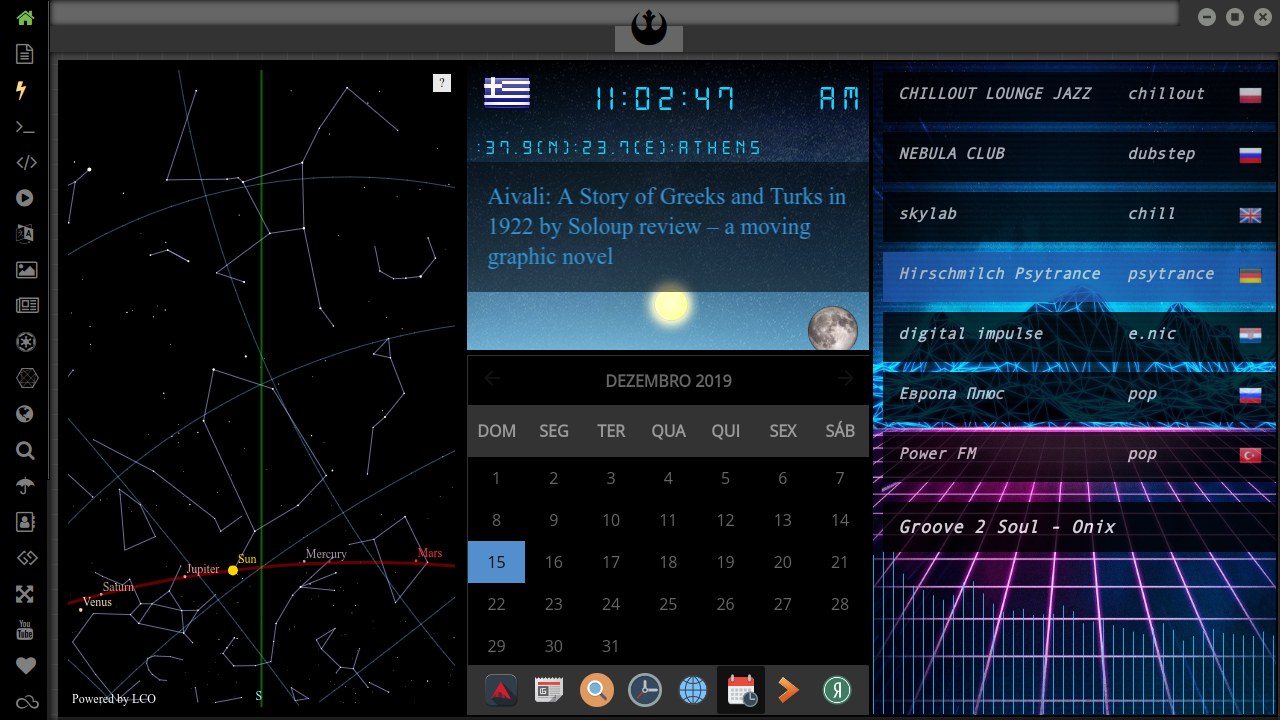 ?
Sun
Mercury
Mars
Jupiter
Saturn
Venus
Powered by LCO
S
11:02:47 AM
:37.9(N):23.7(E):ATHENS
Aivali: A Story of Greeks and Turks in
1922 by Soloup review – a moving
graphic novel
DEZEMBRO 2019
DOM SEG TER QUA QUI SEX SÁB
1 2 3 4 5 6 7
8 9 10 11 12 13 14
15 16 17 18 19 20 21
22 23 24 25 26 27 28
29 30 31
CHILLOUT LOUNGE JAZZ chillout
NEBULA CLUB dubstep
skylab chill
Hirschmilch Psytrance psytrance
digital impulse e.nic
Европа Плюс pop
Power FM pop
Groove 2 Soul - Onix
You
Tube
Я